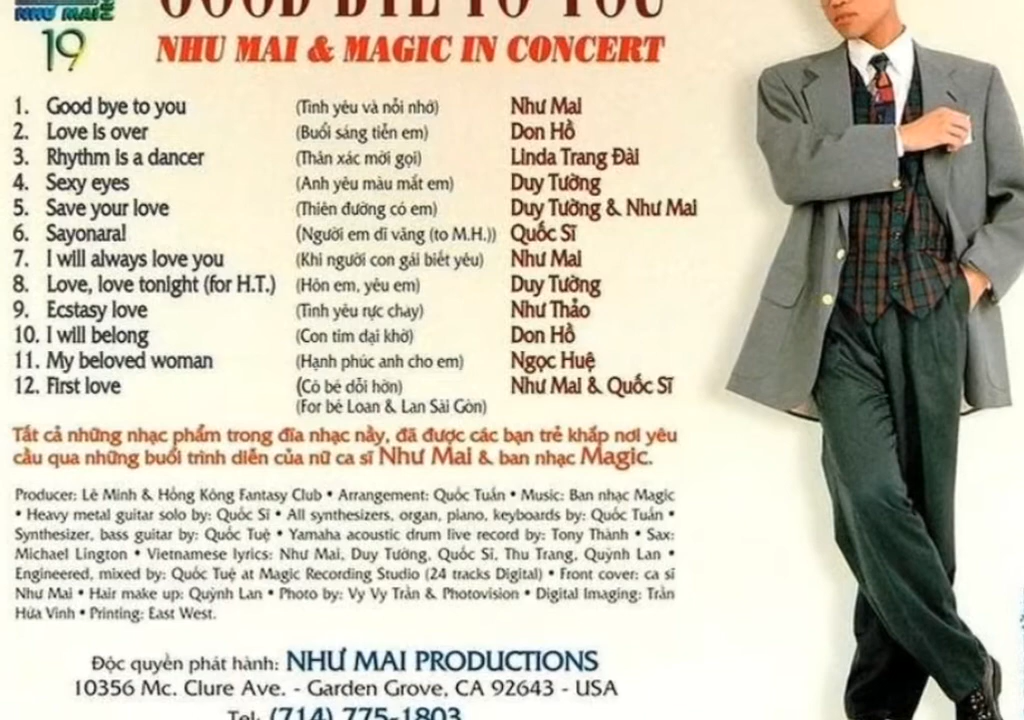 NHƯ MAI
19
GOOD BYE TO YOU
NHU MAI & MAGIC IN CONCERT
1. Good bye to you (Tình yêu và nỗi nhớ) Như Mai
2. Love is over (Buổi sáng tiễn em) Don Hồ
3. Rhythm is a dancer (Thân xác mời gọi) Linda Trang Đài
4. Sexy eyes (Anh yêu màu mắt em) Duy Tường
5. Save your love (Thiên đường có em) Duy Tường & Như Mai
6. Sayonara! (Người em dĩ vãng (to M.H.)) Quốc Sĩ
7. I will always love you (Khi người con gái biết yêu) Như Mai
8. Love, love tonight (for H.T.) (Hôn em, yêu em) Duy Tường
9. Ecstasy love (Tình yêu rực cháy) Như Thảo
10. I will belong (Con tim dại khờ) Don Hồ
11. My beloved woman (Hạnh phúc anh cho em) Ngọc Huệ
12. First love (Cô bé dỗi hờn) Như Mai & Quốc Sĩ
(For bé Loan & Lan Sài Gòn)
Tất cả những nhạc phẩm trong đĩa nhạc nầy, đã được các bạn trẻ khắp nơi yêu
cầu qua những buổi trình diễn của nữ ca sĩ Như Mai & ban nhạc Magic.
Producer: Lê Minh & Hồng Kông Fantasy Club • Arrangement: Quốc Tuấn • Music: Ban nhạc Magic
• Heavy metal guitar solo by: Quốc Sĩ • All synthesizers, organ, piano, keyboards by: Quốc Tuấn •
Synthesizer, bass guitar by: Quốc Tuệ • Yamaha acoustic drum live record by: Tony Thành • Sax:
Michael Lington • Vietnamese lyrics: Như Mai, Duy Tường, Quốc Sĩ, Thu Trang, Quỳnh Lan •
Engineered, mixed by: Quốc Tuệ at Magic Recording Studio (24 tracks Digital) • Front cover: ca sĩ
Như Mai • Hair make up: Quỳnh Lan • Photo by: Vy Vy Trần & Photovision • Digital Imaging: Trần
Hứa Vinh • Printing: East West.
Độc quyền phát hành: NHƯ MAI PRODUCTIONS
10356 Mc. Clure Ave. - Garden Grove, CA 92643 - USA
Tel: (714) 775-1803